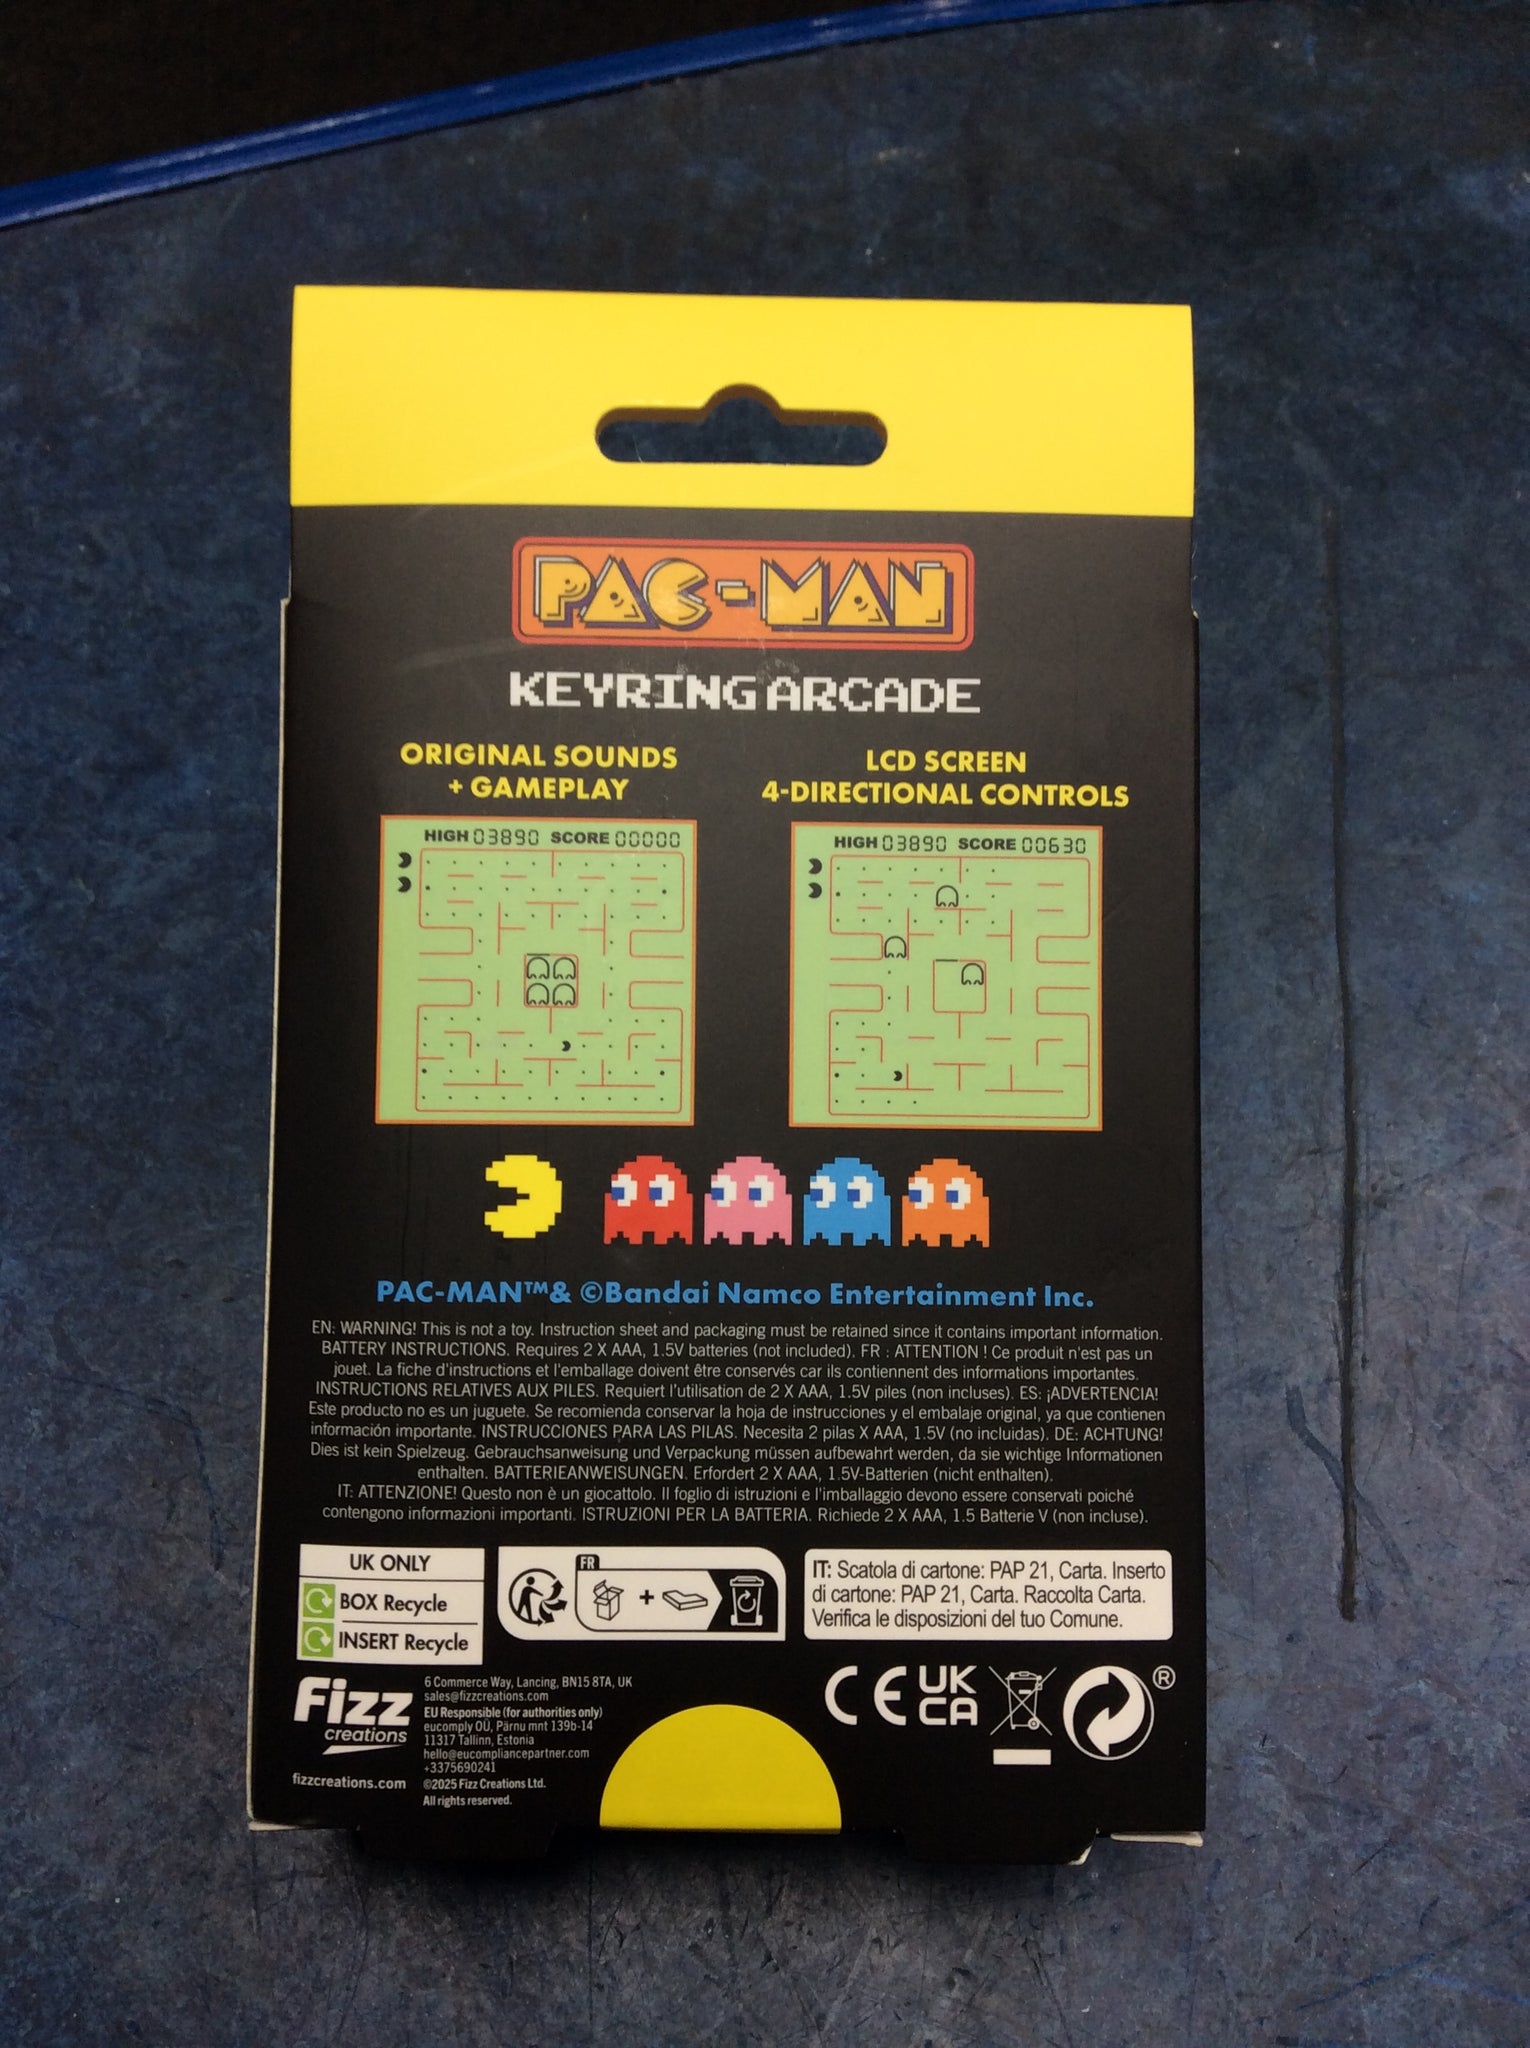 PAC-MAN
KEYRING ARCADE
ORIGINAL SOUNDS
+ GAMEPLAY
LCD SCREEN
4-DIRECTIONAL CONTROLS
HIGH 03890 SCORE 00000
HIGH 03890 SCORE 00630
PAC-MAN™& ©Bandai Namco Entertainment Inc.
EN: WARNING! This is not a toy. Instruction sheet and packaging must be retained since it contains important information.
BATTERY INSTRUCTIONS. Requires 2 X AAA, 1.5V batteries (not included). FR : ATTENTION ! Ce produit n'est pas un
jouet. La fiche d'instructions et l'emballage doivent être conservés car ils contiennent des informations importantes.
INSTRUCTIONS RELATIVES AUX PILES. Requiert l'utilisation de 2 X AAA, 1.5V piles (non incluses). ES: ¡ADVERTENCIA!
Este producto no es un juguete. Se recomienda conservar la hoja de instrucciones y el embalaje original, ya que contienen
información importante. INSTRUCCIONES PARA LAS PILAS. Necesita 2 pilas X AAA, 1.5V (no incluidas). DE: ACHTUNG!
Dies ist kein Spielzeug. Gebrauchsanweisung und Verpackung müssen aufbewahrt werden, da sie wichtige Informationen
enthalten. BATTERIEANWEISUNGEN. Erfordert 2 X AAA, 1.5V-Batterien (nicht enthalten).
IT: ATTENZIONE! Questo non è un giocattolo. Il foglio di istruzioni e l'imballaggio devono essere conservati poiché
contengono informazioni importanti. ISTRUZIONI PER LA BATTERIA. Richiede 2 X AAA, 1.5 Batterie V (non incluse).
UK ONLY
BOX Recycle
INSERT Recycle
FR
+
IT: Scatola di cartone: PAP 21, Carta. Inserto
di cartone: PAP 21, Carta. Raccolta Carta.
Verifica le disposizioni del tuo Comune.
Fizz
creations
fizzcreations.com
6 Commerce Way, Lancing, BN15 8TA, UK
sales@fizzcreations.com
EU Responsible (for authorities only)
eucomply OÜ, Pärnu mnt 139b-14
11317 Tallinn, Estonia
hello@eucompliancepartner.com
+3375690241
©2025 Fizz Creations Ltd.
All rights reserved.
CE
UK
CA
®